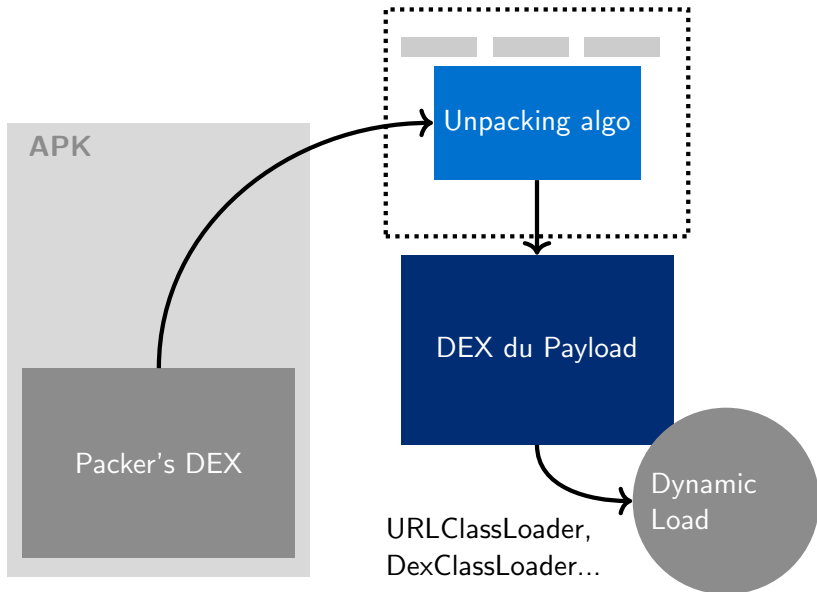 APK
Unpacking algo
DEX du Payload
Packer's DEX
Dynamic
Load
URLClassLoader,
DexClassLoader...